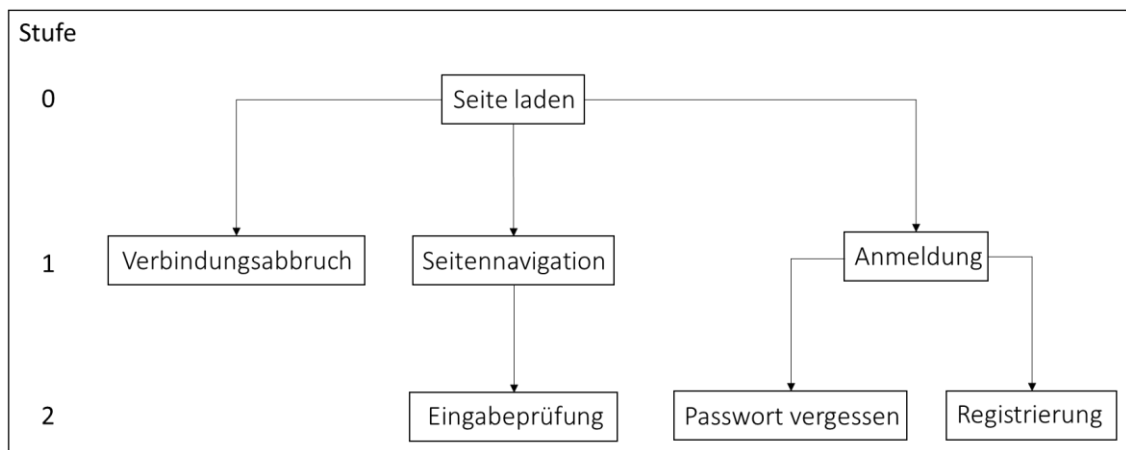 Stufe
0
Seite laden
1
Verbindungsabbruch
Seitennavigation
Anmeldung
2
Eingabeprüfung
Passwort vergessen
Registrierung